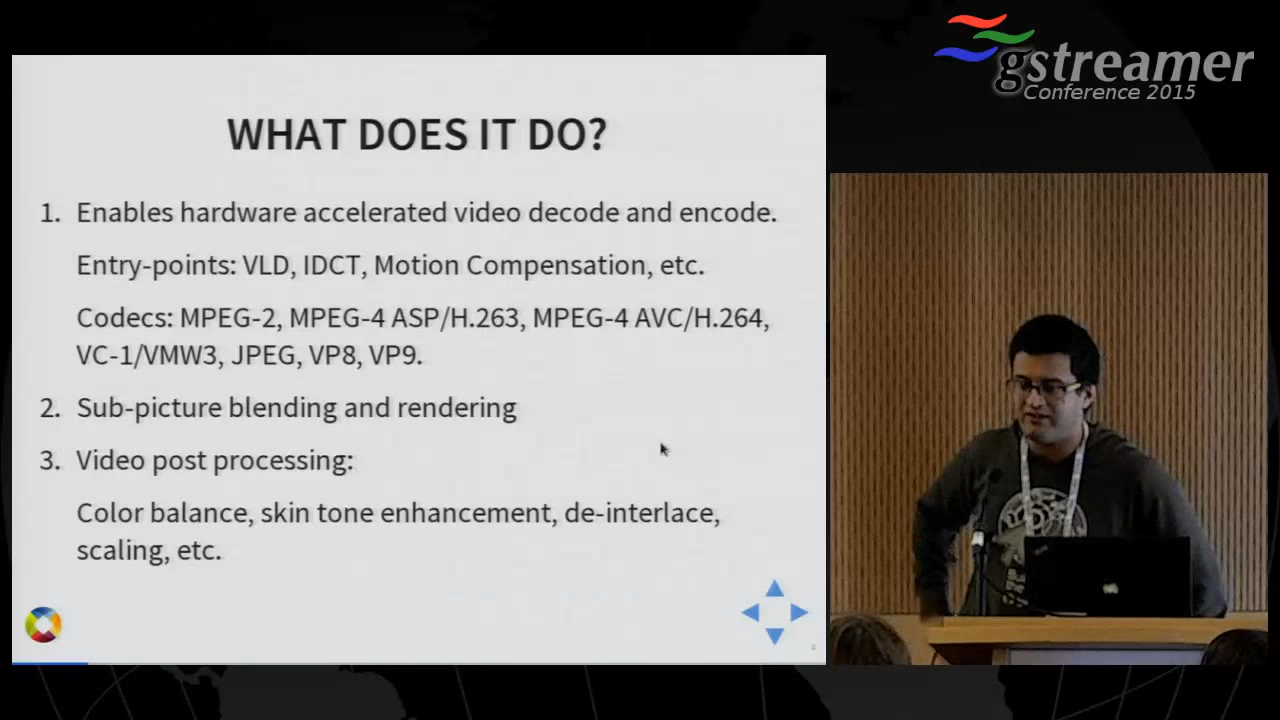 gstreamer
Conference 2015
WHAT DOES IT DO?
1. Enables hardware accelerated video decode and encode.
Entry-points: VLD, IDCT, Motion Compensation, etc.
Codecs: MPEG-2, MPEG-4 ASP/H.263, MPEG-4 AVC/H.264,
VC-1/VMW3, JPEG, VP8, VP9.
2. Sub-picture blending and rendering
3. Video post processing:
Color balance, skin tone enhancement, de-interlace,
scaling, etc.
4